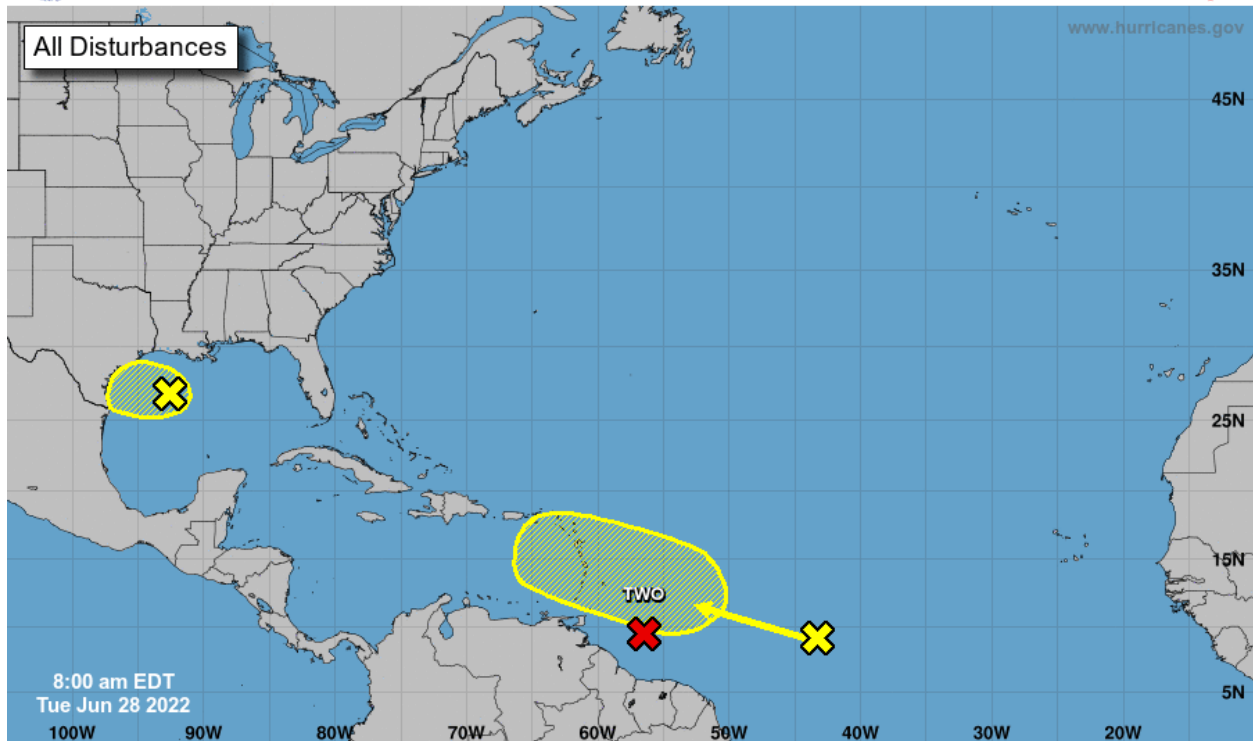 www.hurricanes.gov
All Disturbances
45N
35N
25N
15N
TWO
5N
8:00 am EDT
Tue Jun 28 2022
100W 90W 80W 70W 60W 50W 40W 30W 20W